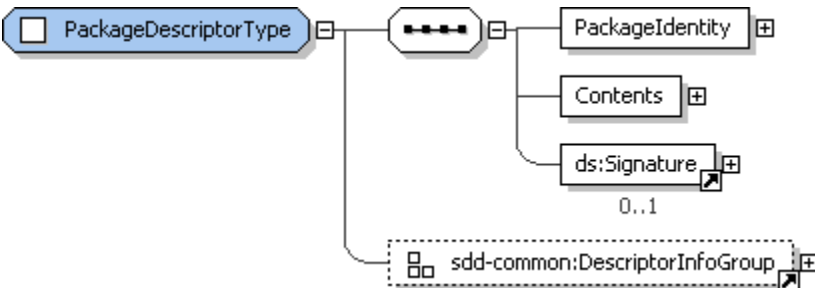 PackageDescriptorType
PackageIdentity
Contents
ds:Signature
0..1
sdd-common:DescriptorInfoGroup